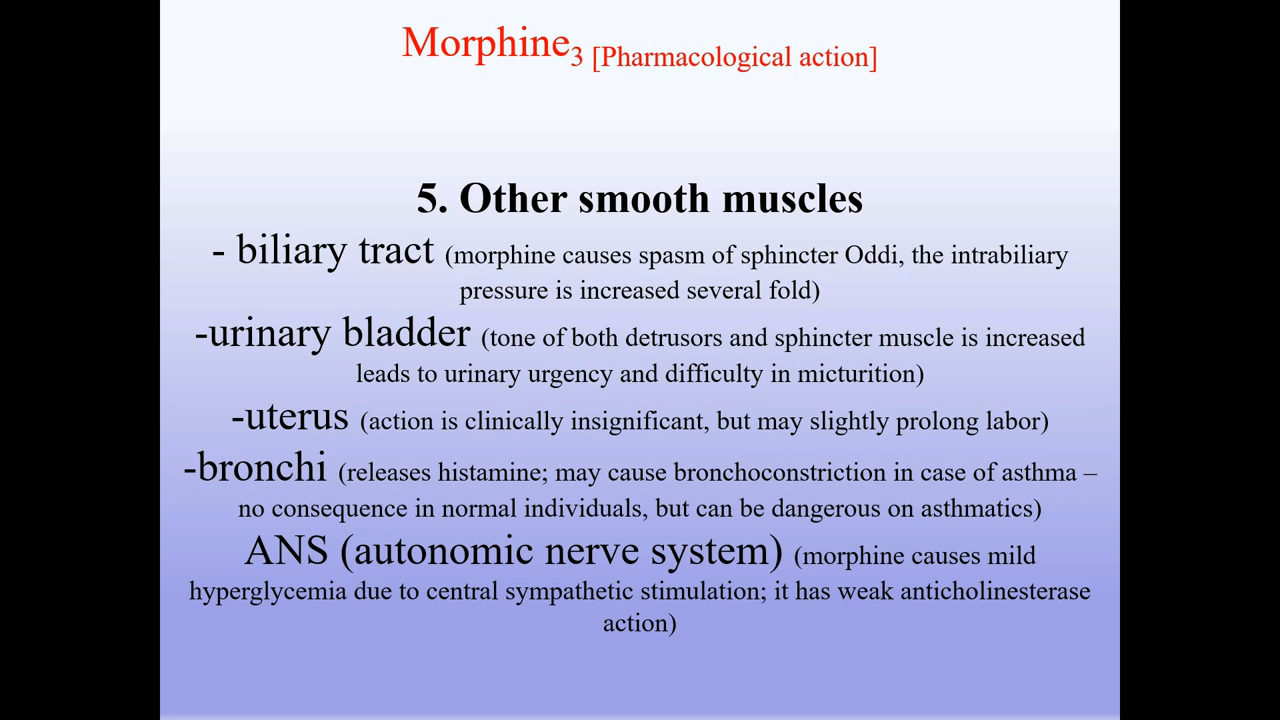 Morphine3 [Pharmacological action]
5. Other smooth muscles
- biliary tract (morphine causes spasm of sphincter Oddi, the intrabiliary
pressure is increased several fold)
-urinary bladder (tone of both detrusors and sphincter muscle is increased
leads to urinary urgency and difficulty in micturition)
-uterus (action is clinically insignificant, but may slightly prolong labor)
-bronchi (releases histamine; may cause bronchoconstriction in case of asthma –
no consequence in normal individuals, but can be dangerous on asthmatics)
ANS (autonomic nerve system) (morphine causes mild
hyperglycemia due to central sympathetic stimulation; it has weak anticholinesterase
action)